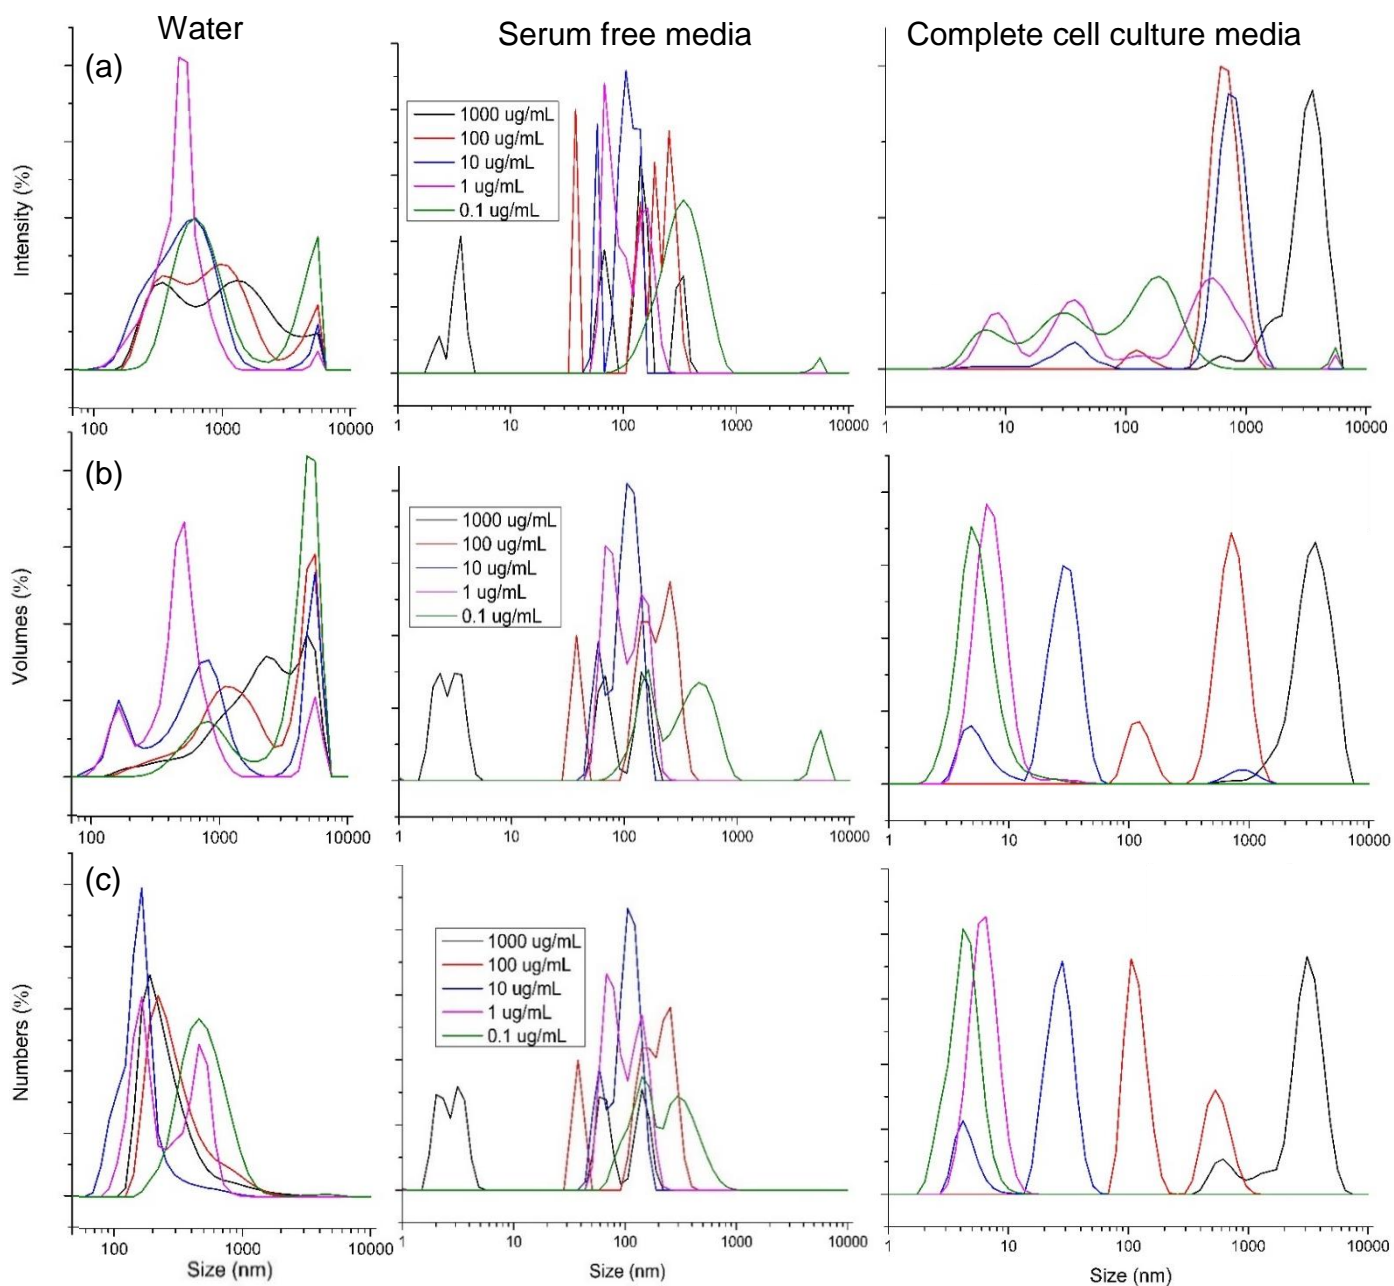 Water
Serum free media
Complete cell culture media
(a)
Intensity (%)
1000 ug/mL
100 ug/mL
10 ug/mL
1 ug/mL
0.1 ug/mL
100 1000 10000
1 10 100 1000 10000
1 10 100 1000 10000
(b)
Volumes (%)
1000 ug/mL
100 ug/mL
10 ug/mL
1 ug/mL
0.1 ug/mL
100 1000 10000
1 10 100 1000 10000
1 10 100 1000 10000
(c)
Numbers (%)
1000 ug/mL
100 ug/mL
10 ug/mL
1 ug/mL
0.1 ug/mL
100 1000 10000
1 10 100 1000 10000
1 10 100 1000 10000
Size (nm)
Size (nm)
Size (nm)